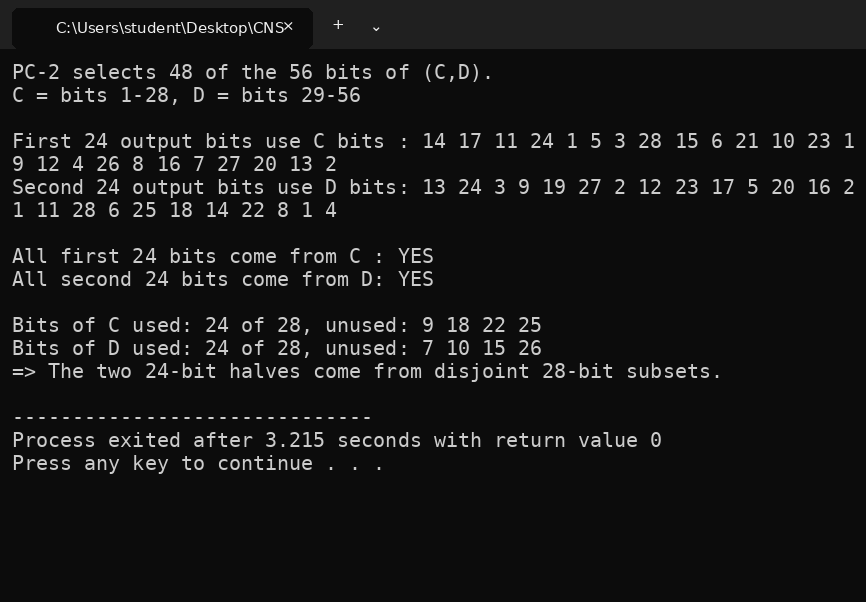 C:\Users\student\Desktop\CNS
PC-2 selects 48 of the 56 bits of (C,D).
C = bits 1-28, D = bits 29-56
First 24 output bits use C bits : 14 17 11 24 1 5 3 28 15 6 21 10 23 1
9 12 4 26 8 16 7 27 20 13 2
Second 24 output bits use D bits: 13 24 3 9 19 27 2 12 23 17 5 20 16 2
1 11 28 6 25 18 14 22 8 1 4
All first 24 bits come from C : YES
All second 24 bits come from D: YES
Bits of C used: 24 of 28, unused: 9 18 22 25
Bits of D used: 24 of 28, unused: 7 10 15 26
=> The two 24-bit halves come from disjoint 28-bit subsets.
------------------------------
Process exited after 3.215 seconds with return value 0
Press any key to continue . . .